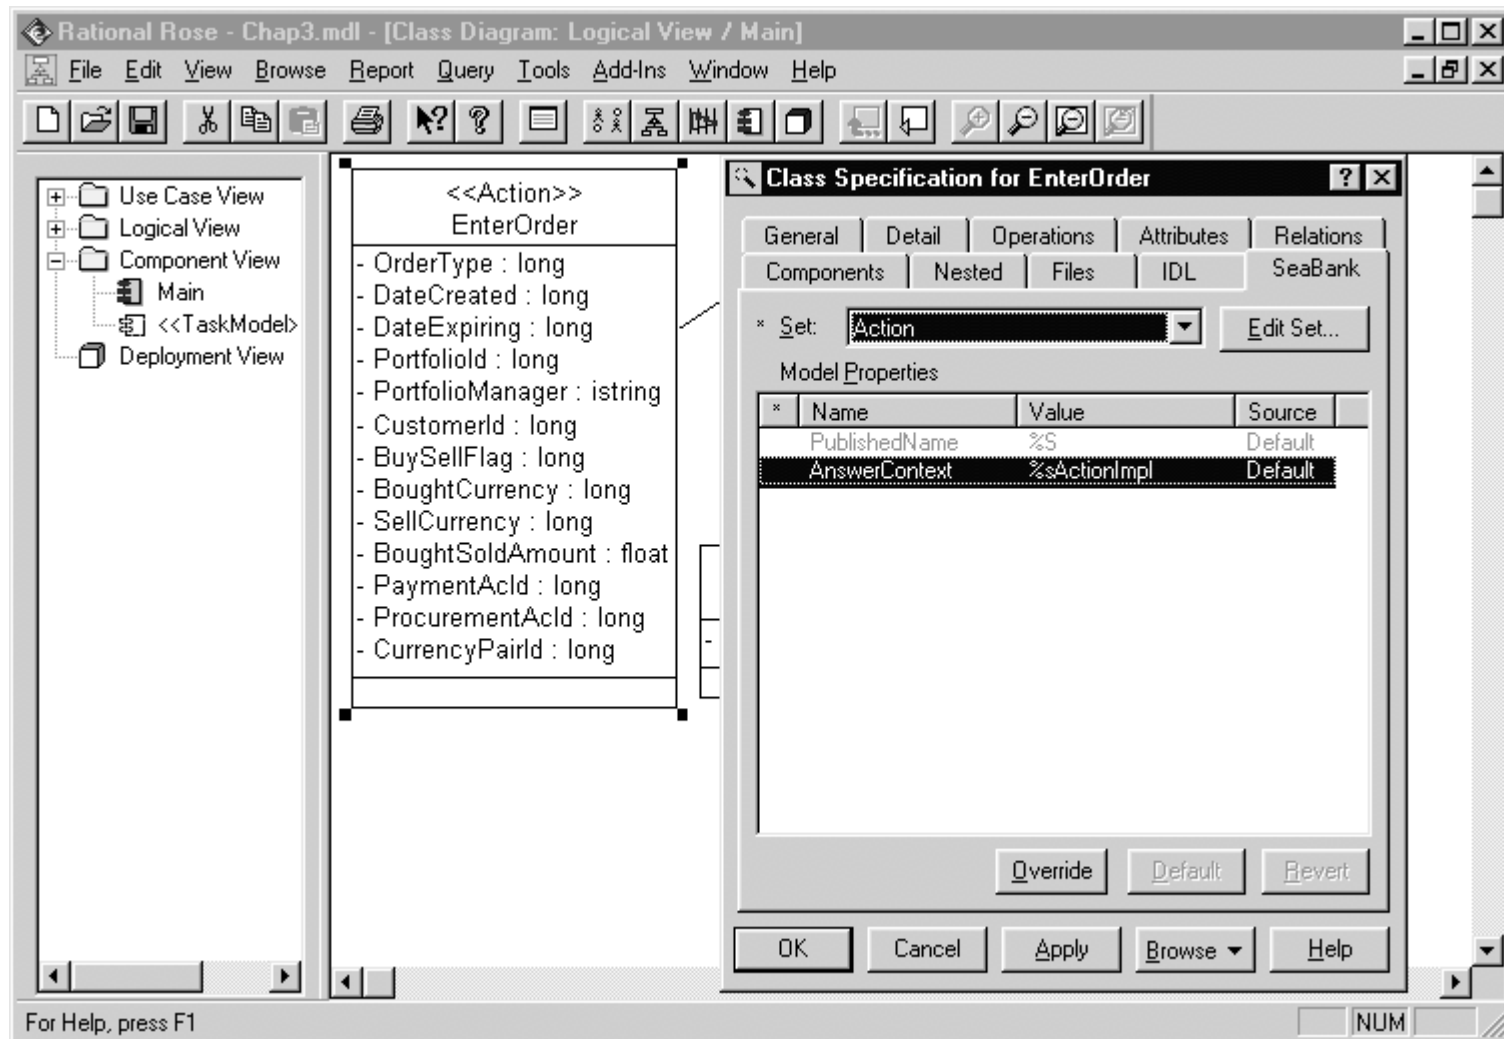 Rational Rose - Chap3.mdl - [Class Diagram: Logical View / Main]
File Edit View Browse Report Query Tools Add-Ins Window Help
Use Case View
Logical View
Component View
Main
<<TaskModel>
Deployment View
<<Action>>
EnterOrder
- OrderType : long
- DateCreated : long
- DateExpiring : long
- PortfolioId : long
- PortfolioManager : istring
- CustomerId : long
- BuySellFlag : long
- BoughtCurrency : long
- SellCurrency : long
- BoughtSoldAmount : float
- PaymentAcId : long
- ProcurementAcId : long
- CurrencyPairId : long
-
Class Specification for EnterOrder
General Detail Operations Attributes Relations
Components Nested Files IDL SeaBank
* Set: Action Edit Set...
Model Properties
* Name Value Source
PublishedName %S Default
AnswerContext %sActionImpl Default
Override Default Revert
OK Cancel Apply Browse Help
For Help, press F1
NUM